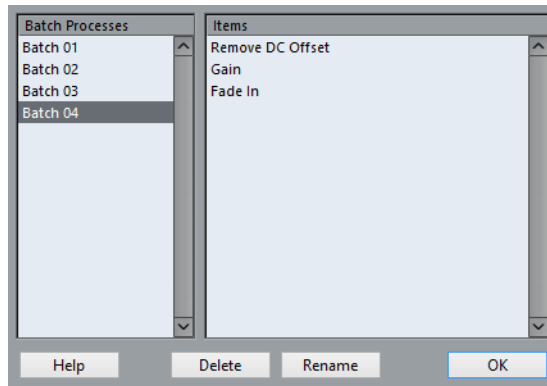 Batch Processes
Batch 01
Batch 02
Batch 03
Batch 04
Items
Remove DC Offset
Gain
Fade In
Help
Delete
Rename
OK